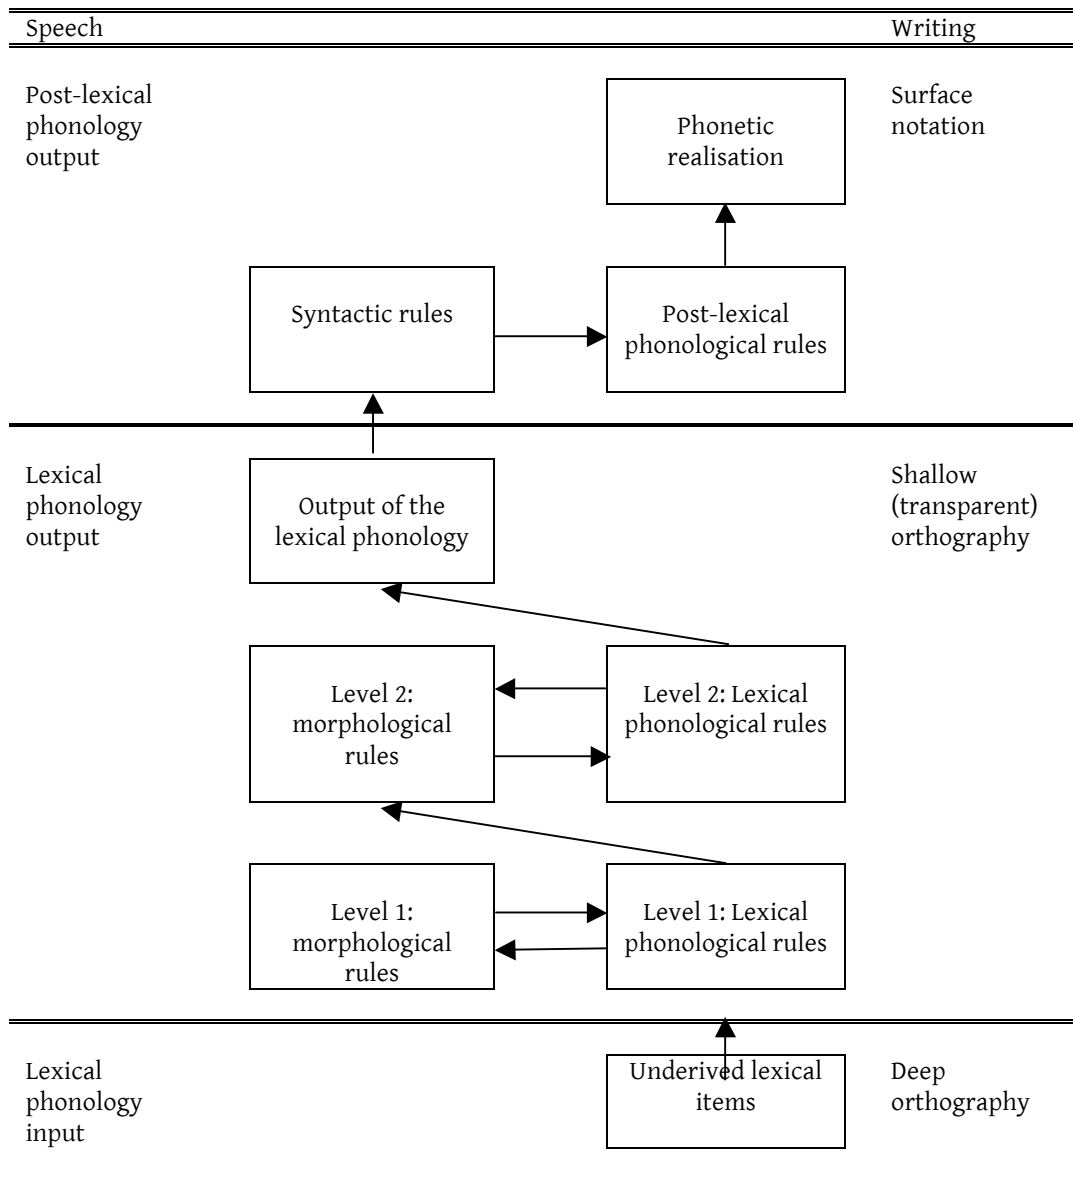 Speech
Writing
Post-lexical
phonology
output
Phonetic
realisation
Surface
notation
Syntactic rules
Post-lexical
phonological rules
Lexical
phonology
output
Output of the
lexical phonology
Shallow
(transparent)
orthography
Level 2:
morphological
rules
Level 2: Lexical
phonological rules
Level 1:
morphological
rules
Level 1: Lexical
phonological rules
Lexical
phonology
input
Underived lexical
items
Deep
orthography